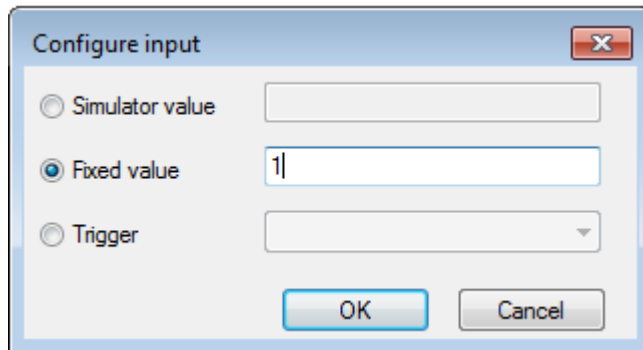 Configure input
Simulator value
Fixed value 1
Trigger
OK Cancel